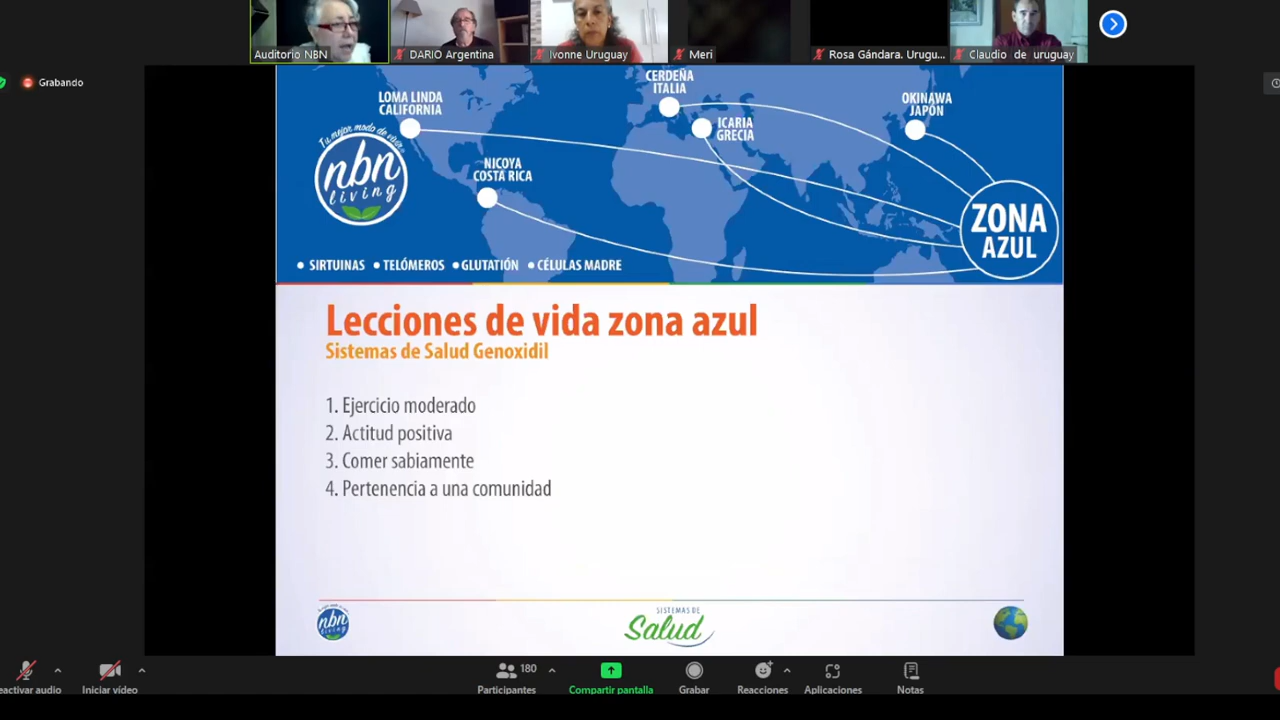 Auditorio NBN
DARIO Argentina
Ivonne Uruguay
Meri
Rosa Gándara. Urugu...
Claudio de uruguay
Grabando
LOMA LINDA
CALIFORNIA
CERDEÑA
ITALIA
ICARIA
GRECIA
OKINAWA
JAPÓN
NICOYA
COSTA RICA
Tu mejor modo de vivir
nbn
living
ZONA
AZUL
• SIRTUINAS • TELÓMEROS • GLUTATIÓN • CÉLULAS MADRE
Lecciones de vida zona azul
Sistemas de Salud Genoxidil
1. Ejercicio moderado
2. Actitud positiva
3. Comer sabiamente
4. Pertenencia a una comunidad
nbn
living
SISTEMAS DE
Salud
180
eactivar audio
Iniciar vídeo
Participantes
Compartir pantalla
Grabar
Reacciones
Aplicaciones
Notas